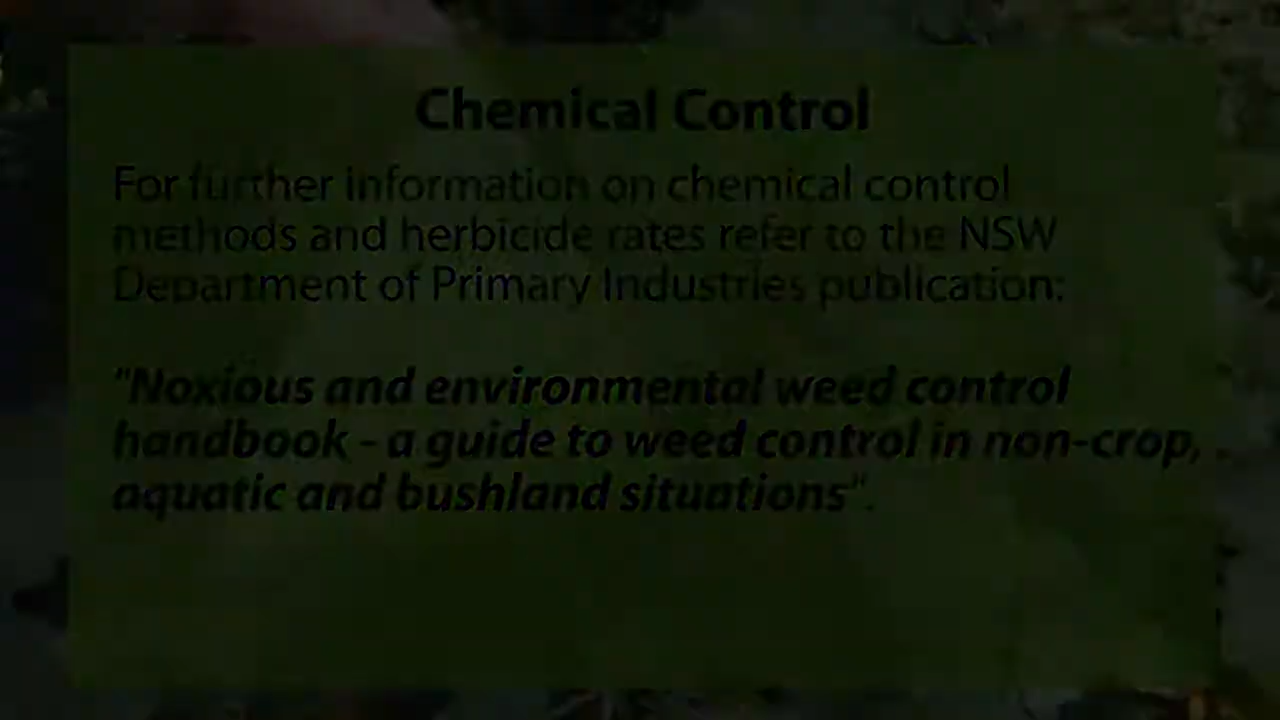 Chemical Control
For further information on chemical control
methods and herbicide rates refer to the NSW
Department of Primary Industries publication:
"Noxious and environmental weed control
handbook - a guide to weed control in non-crop,
aquatic and bushland situations".